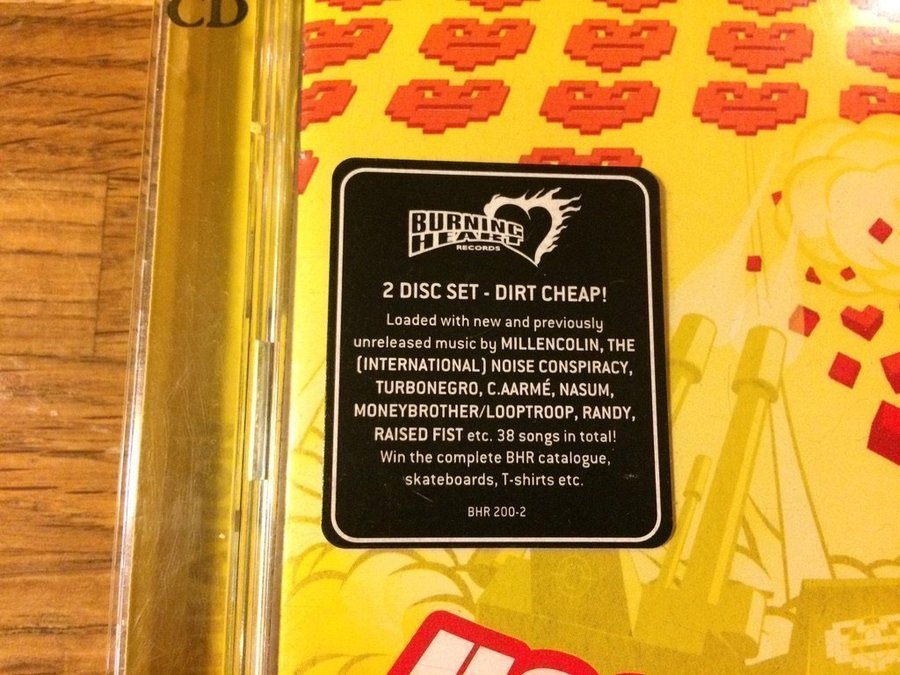 CD
BURNING
HEART
RECORDS
2 DISC SET - DIRT CHEAP!
Loaded with new and previously
unreleased music by MILLENCOLIN, THE
(INTERNATIONAL) NOISE CONSPIRACY,
TURBONEGRO, C.AARMÉ, NASUM,
MONEYBROTHER/LOOPTROOP, RANDY,
RAISED FIST etc. 38 songs in total!
Win the complete BHR catalogue,
skateboards, T-shirts etc.
BHR 200-2